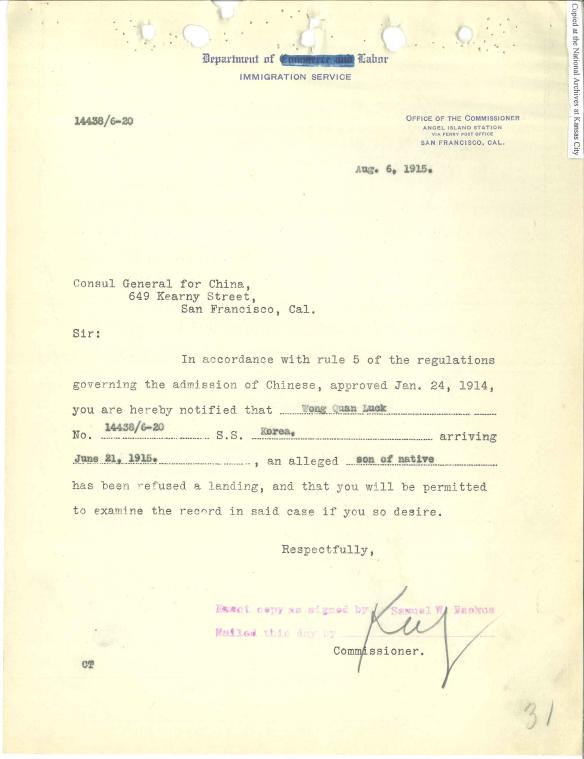 Copied at the National Archives at Kansas City
Department of Commerce and Labor
IMMIGRATION SERVICE
14438/6-20
OFFICE OF THE COMMISSIONER
ANGEL ISLAND STATION
VIA FERRY POST OFFICE
SAN FRANCISCO, CAL.
Aug. 6, 1915.
Consul General for China,
649 Kearny Street,
San Francisco, Cal.
Sir:
In accordance with rule 5 of the regulations
governing the admission of Chinese, approved Jan. 24, 1914,
you are hereby notified that Wong Quan Luck
No. 14438/6-20 S.S. Korea, arriving
June 21, 1915. , an alleged son of native
has been refused a landing, and that you will be permitted
to examine the record in said case if you so desire.
Respectfully,
Exact copy as signed by Samuel W. Backus
Mailed this day by
Commissioner.
CT
31